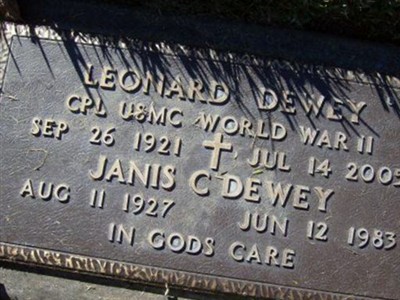 LEONARD DEWEY
CPL USMC WORLD WAR II
SEP 26 1921 JUL 14 2005
JANIS C DEWEY
AUG 11 1927 JUN 12 1983
IN GODS CARE